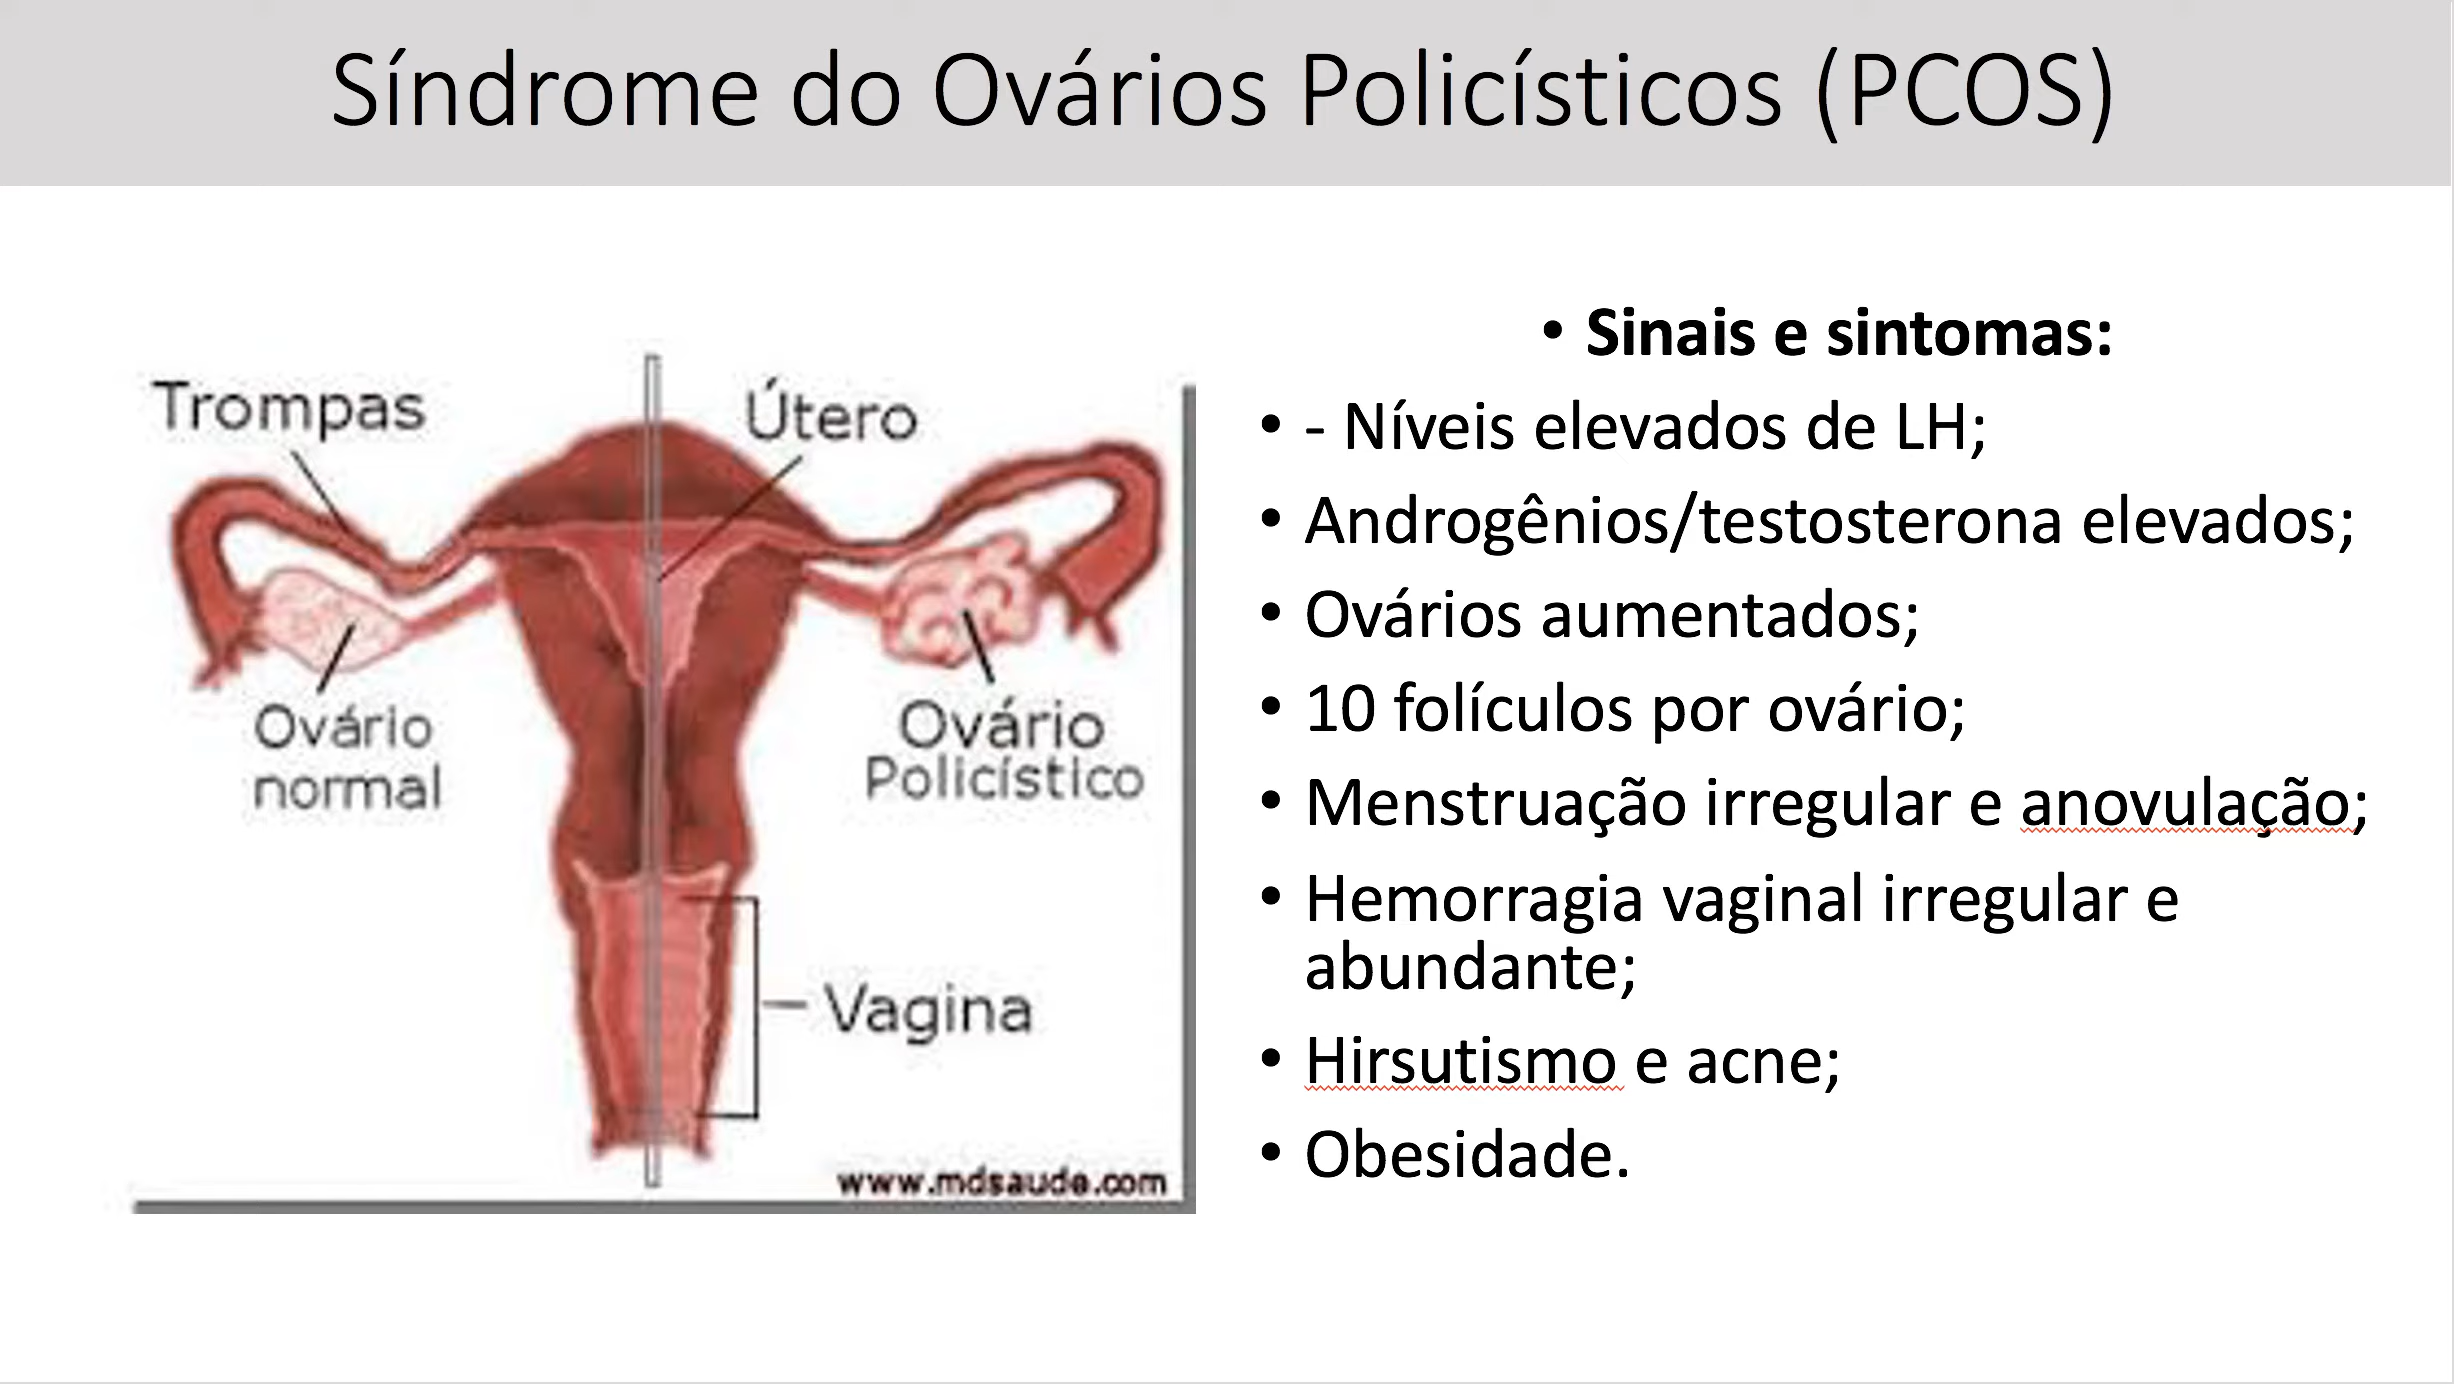 Síndrome do Ovários Policísticos (PCOS)
Trompas
Útero
Ovário
normal
Ovário
Policístico
Vagina
www.mdsaude.com
• Sinais e sintomas:
• - Níveis elevados de LH;
• Androgênios/testosterona elevados;
• Ovários aumentados;
• 10 folículos por ovário;
• Menstruação irregular e anovulação;
• Hemorragia vaginal irregular e
abundante;
• Hirsutismo e acne;
• Obesidade.